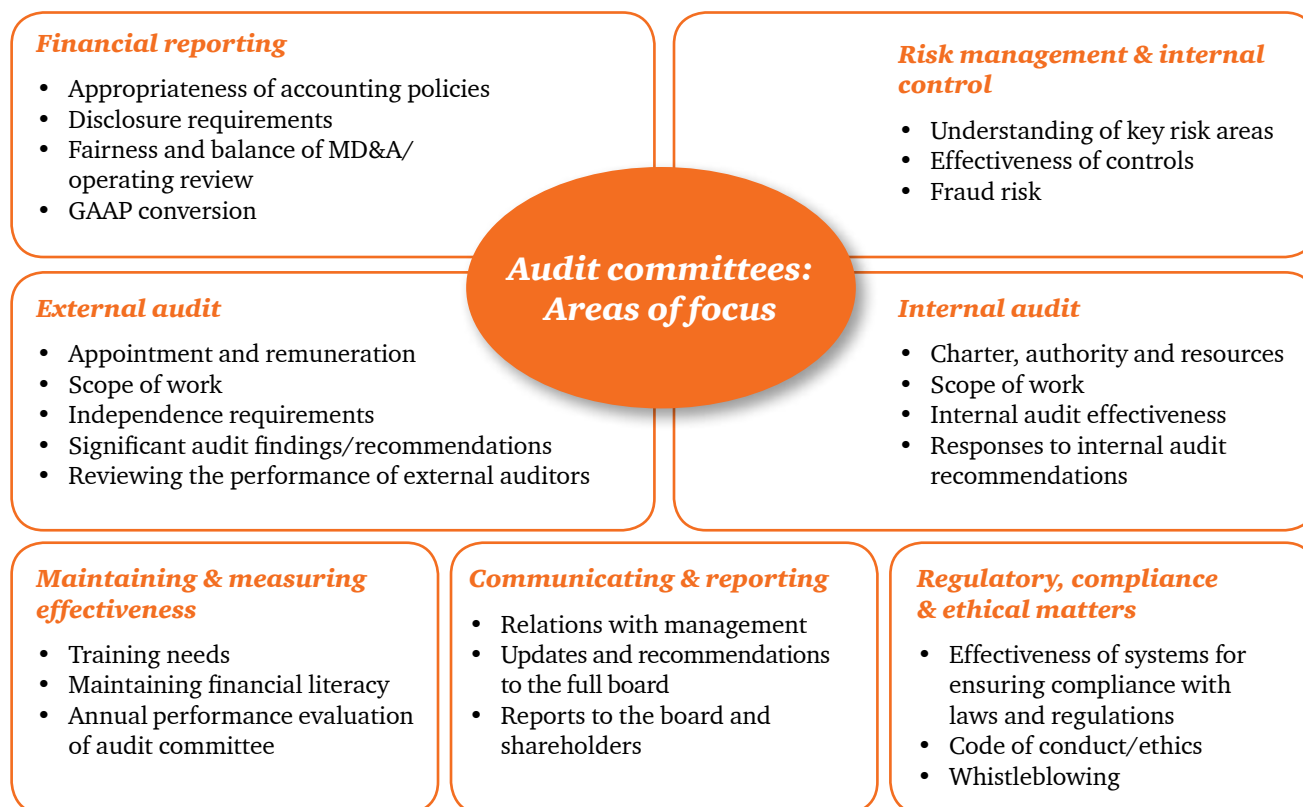 Financial reporting
• Appropriateness of accounting policies
• Disclosure requirements
• Fairness and balance of MD&A/
operating review
• GAAP conversion
Risk management & internal
control
• Understanding of key risk areas
• Effectiveness of controls
• Fraud risk
Audit committees:
Areas of focus
External audit
• Appointment and remuneration
• Scope of work
• Independence requirements
• Significant audit findings/recommendations
• Reviewing the performance of external auditors
Internal audit
• Charter, authority and resources
• Scope of work
• Internal audit effectiveness
• Responses to internal audit
recommendations
Maintaining & measuring
effectiveness
• Training needs
• Maintaining financial literacy
• Annual performance evaluation
of audit committee
Communicating & reporting
• Relations with management
• Updates and recommendations
to the full board
• Reports to the board and
shareholders
Regulatory, compliance
& ethical matters
• Effectiveness of systems for
ensuring compliance with
laws and regulations
• Code of conduct/ethics
• Whistleblowing